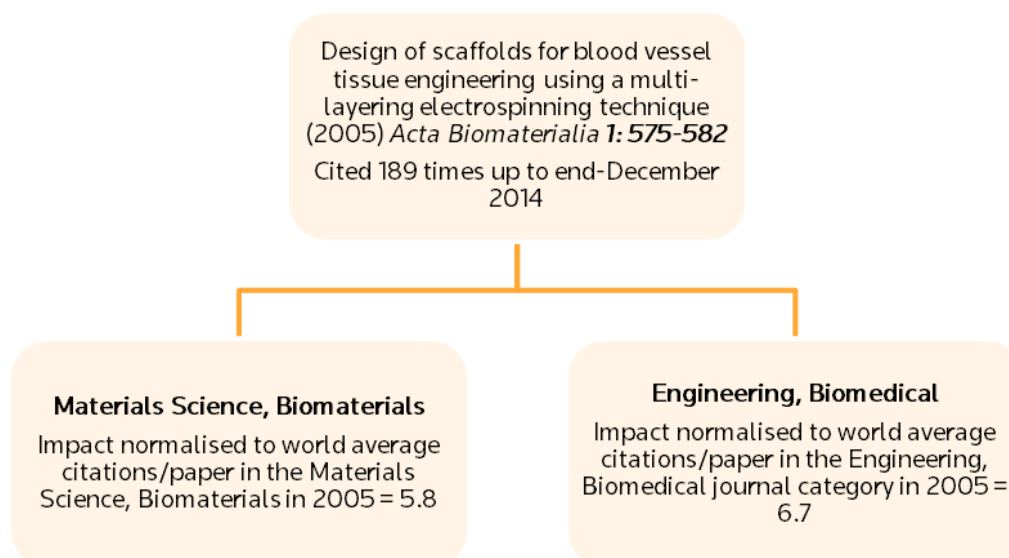 Design of scaffolds for blood vessel
tissue engineering using a multi-
layering electrospinning technique
(2005) Acta Biomaterialia 1: 575-582
Cited 189 times up to end-December
2014
Materials Science, Biomaterials
Impact normalised to world average
citations/paper in the Materials
Science, Biomaterials in 2005 = 5.8
Engineering, Biomedical
Impact normalised to world average
citations/paper in the Engineering,
Biomedical journal category in 2005 =
6.7